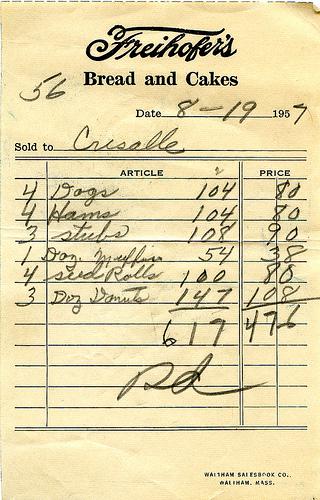 Freihofer's
Bread and Cakes
56
Date 8-19 1957
Sold to Crisalle
ARTICLE PRICE
4 Dogs 104 80
4 Hams 104 80
3 stubs 108 90
1 Doz. Muffins 54 38
4 seed Rolls 100 80
3 Doz Donuts 147 108
617 476
Pd
WALTHAM SALESBOOK CO.,
WALTHAM, MASS.